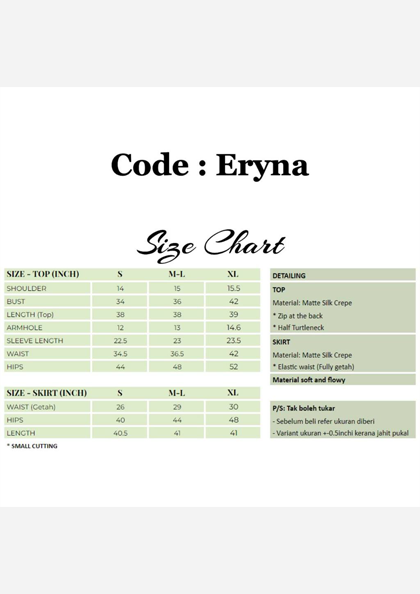 Code : Eryna
Size Chart
SIZE - TOP (INCH) S M-L XL
SHOULDER 14 15 15.5
BUST 34 36 42
LENGTH (Top) 38 38 39
ARMHOLE 12 13 14.6
SLEEVE LENGTH 22.5 23 23.5
WAIST 34.5 36.5 42
HIPS 44 48 52
SIZE - SKIRT (INCH) S M-L XL
WAIST (Getah) 26 29 30
HIPS 40 44 48
LENGTH 40.5 41 41
* SMALL CUTTING
DETAILING
TOP
Material: Matte Silk Crepe
* Zip at the back
* Half Turtleneck
SKIRT
Material: Matte Silk Crepe
* Elastic waist (Fully getah)
Material soft and flowy
P/S: Tak boleh tukar
- Sebelum beli refer ukuran diberi
- Variant ukuran +-0.5inchi kerana jahit pukal